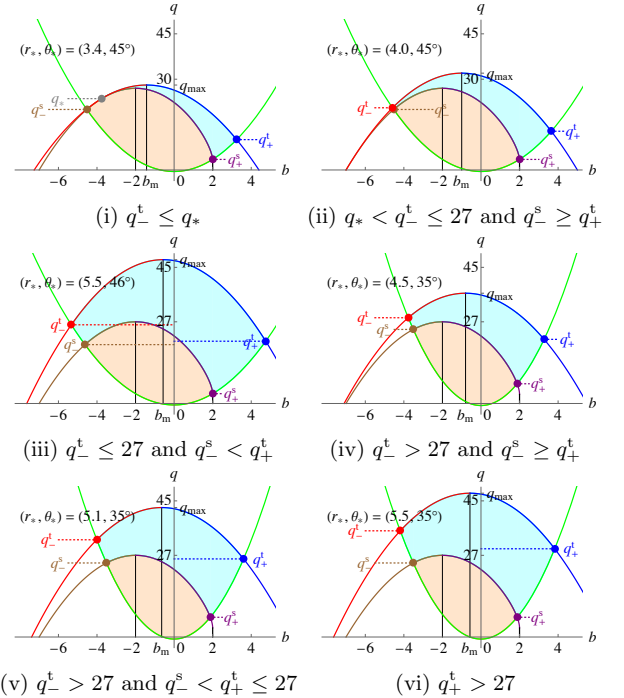 q q
45 45
(r*, θ*) = (3.4, 45°) (r*, θ*) = (4.0, 45°)
30 q_max 30 q_max
q* q_-^s q_+^t q_+^s b
q_-^t q_-^s q_+^t q_+^s b
−6 −4 −2 b_m 0 2 4 −6 −4 −2 b_m 0 2 4
(i) q_-^t ≤ q* (ii) q* < q_-^t ≤ 27 and q_-^s ≥ q_+^t
q q
45 q_max 45 q_max
(r*, θ*) = (5.5, 46°) (r*, θ*) = (4.5, 35°)
27 27
q_-^t q_-^s q_+^t q_+^s b
q_-^t q_-^s q_+^t q_+^s b
−6 −4 −2 b_m 0 2 4 −6 −4 −2 b_m 0 2 4
(iii) q_-^t ≤ 27 and q_-^s < q_+^t (iv) q_-^t > 27 and q_-^s ≥ q_+^t
q q
45 q_max 45 q_max
(r*, θ*) = (5.1, 35°) (r*, θ*) = (5.5, 35°)
27 27
q_-^t q_-^s q_+^t q_+^s b
q_-^t q_-^s q_+^t q_+^s b
−6 −4 −2 b_m 0 2 4 −6 −4 −2 b_m 0 2 4
(v) q_-^t > 27 and q_-^s < q_+^t ≤ 27 (vi) q_+^t > 27